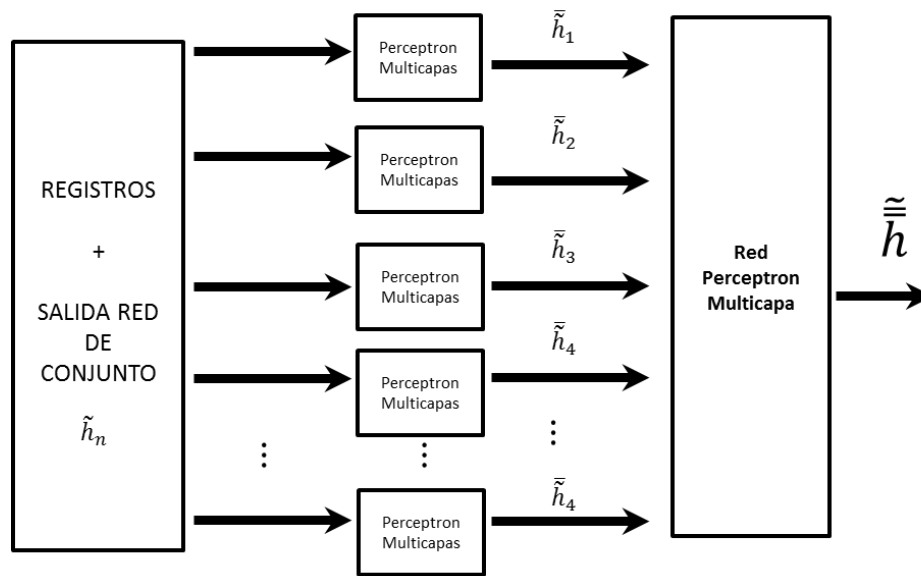 REGISTROS
+
SALIDA RED
DE
CONJUNTO
h̃ₙ
Perceptron
Multicapas
Perceptron
Multicapas
Perceptron
Multicapas
Perceptron
Multicapas
⋮
Perceptron
Multicapas
h̃̄₁
h̃̄₂
h̃̄₃
h̃̄₄
⋮
h̃̄₄
Red
Perceptron
Multicapa
h̿̃